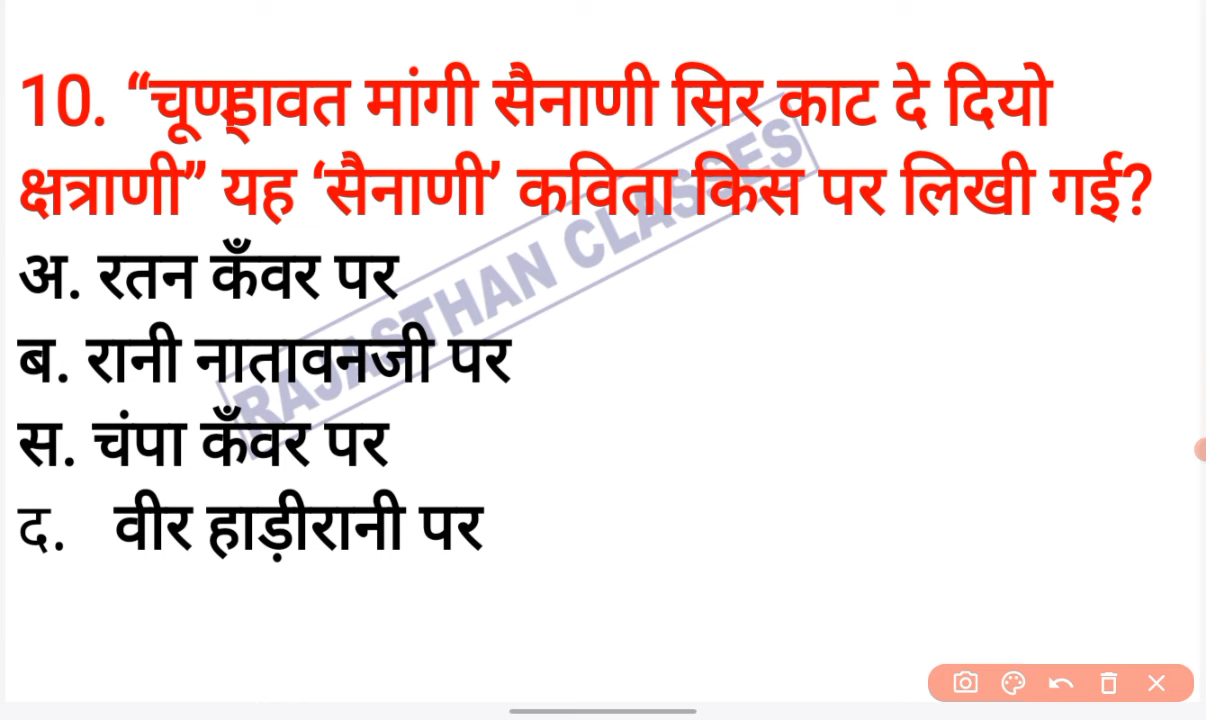 10. “चूण्डावत मांगी सैनाणी सिर काट दे दियो
क्षत्राणी” यह ‘सैनाणी’ कविता किस पर लिखी गई?
अ. रतन कँवर पर
ब. रानी नातावनजी पर
स. चंपा कँवर पर
द. वीर हाड़ीरानी पर
RAJASTHAN CLASSES